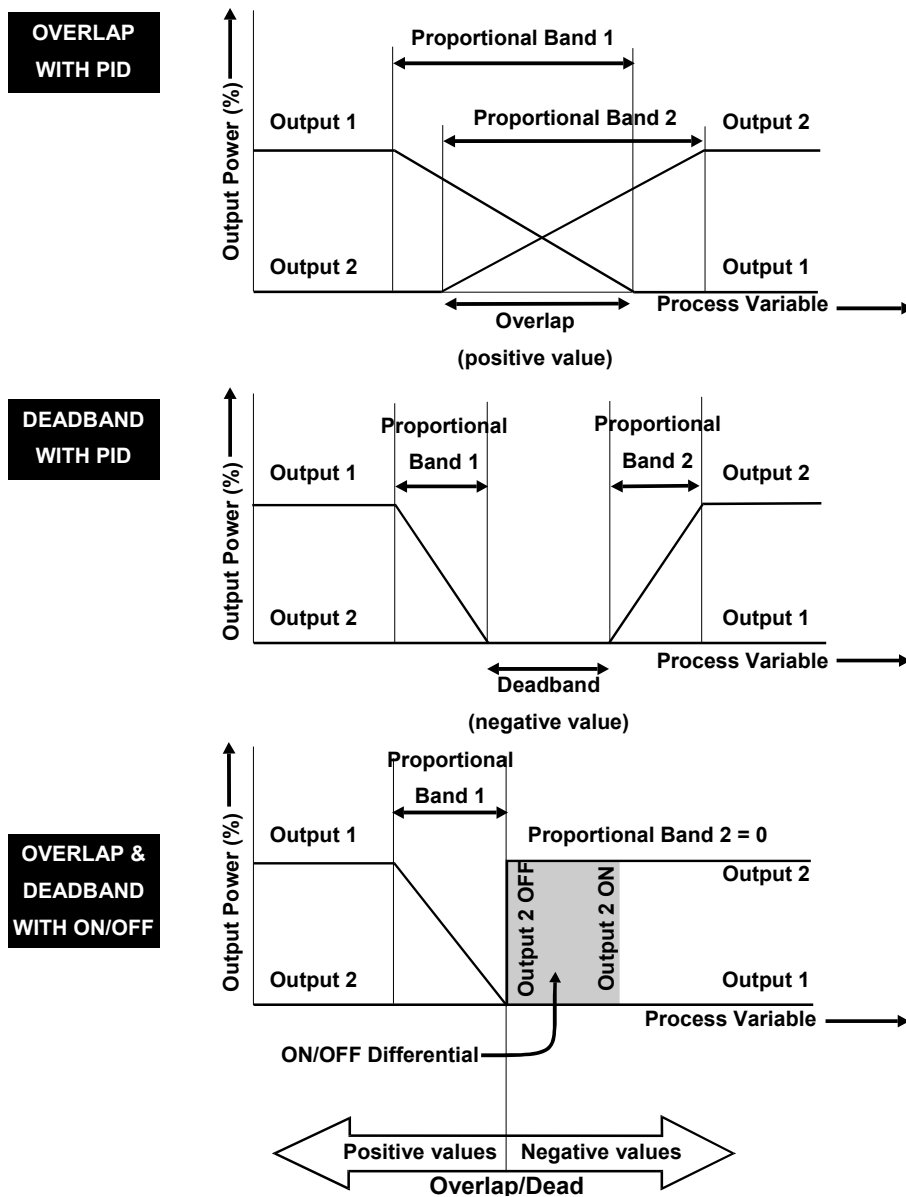 OVERLAP
WITH PID
Output Power (%)
Proportional Band 1
Output 1
Proportional Band 2
Output 2
Output 2
Output 1
Process Variable
Overlap
(positive value)
DEADBAND
WITH PID
Output Power (%)
Proportional
Band 1
Proportional
Band 2
Output 1
Output 2
Output 2
Output 1
Process Variable
Deadband
(negative value)
OVERLAP &
DEADBAND
WITH ON/OFF
Output Power (%)
Proportional
Band 1
Output 1
Proportional Band 2 = 0
Output 2 OFF
Output 2 ON
Output 2
Output 2
Output 1
Process Variable
ON/OFF Differential
Positive values
Negative values
Overlap/Dead